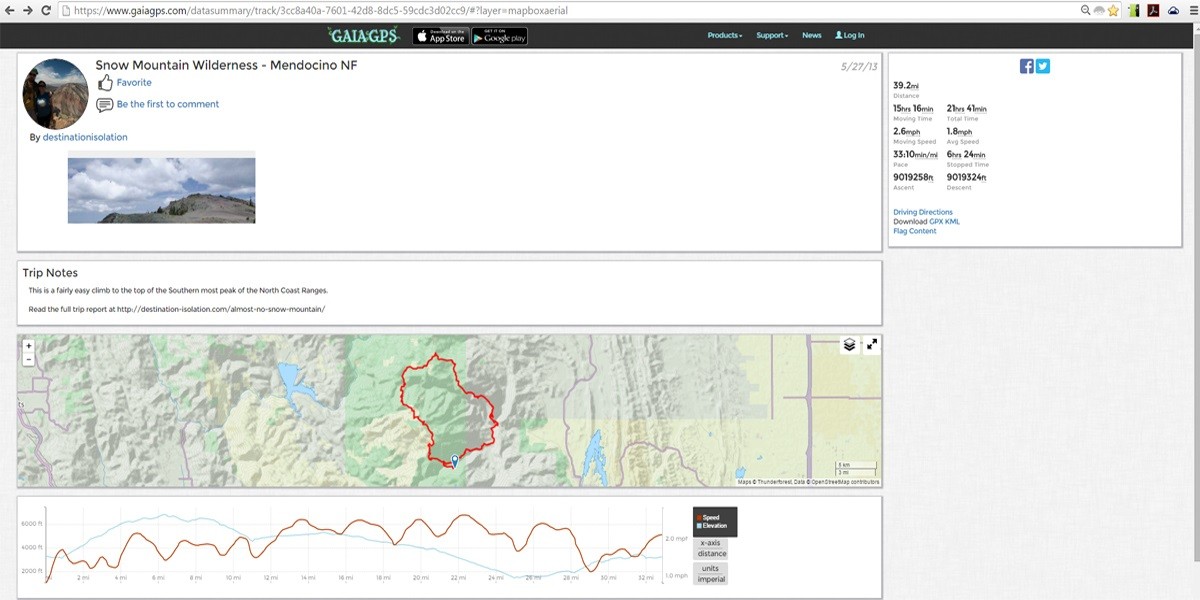 https://www.gaiagps.com/datasummary/track/3cc8a40a-7601-42d8-8dc5-59cdc3d02cc9/#?layer=mapboxaerial
GAIA GPS
Download on the App Store
GET IT ON Google play
Products
Support
News
Log In
Snow Mountain Wilderness - Mendocino NF
5/27/13
Favorite
Be the first to comment
By destinationisolation
39.2mi
Distance
15hrs 16min 21hrs 41min
Moving Time Total Time
2.6mph 1.8mph
Moving Speed Avg Speed
33:10min/mi 6hrs 24min
Pace Stopped Time
9019258ft 9019324ft
Ascent Descent
Driving Directions
Download GPX KML
Flag Content
Trip Notes
This is a fairly easy climb to the top of the Southern most peak of the North Coast Ranges.
Read the full trip report at http://destination-isolation.com/almost-no-snow-mountain/
+
−
ts
5 km
3 mi
Maps © Thunderforest, Data © OpenStreetMap contributors
6000 ft
4000 ft
2000 ft
2 mi 4 mi 6 mi 8 mi 10 mi 12 mi 14 mi 16 mi 18 mi 20 mi 22 mi 24 mi 26 mi 28 mi 30 mi 32 mi
2.0 mph
1.0 mph
Speed
Elevation
x-axis
distance
units
imperial